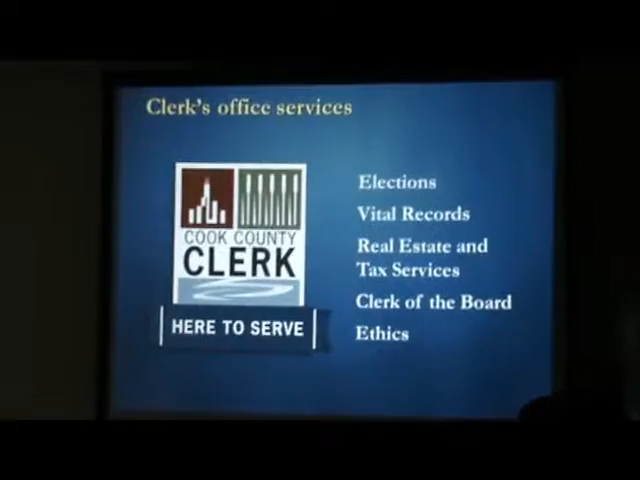 Clerk's office services
COOK COUNTY
CLERK
HERE TO SERVE
Elections
Vital Records
Real Estate and
Tax Services
Clerk of the Board
Ethics